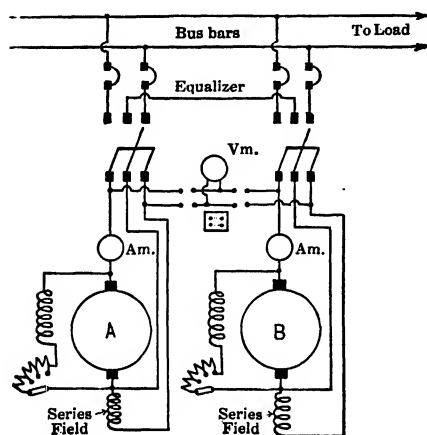 Bus bars
To Load
Equalizer
Vm.
Am.
Am.
A
B
Series
Field
Series
Field